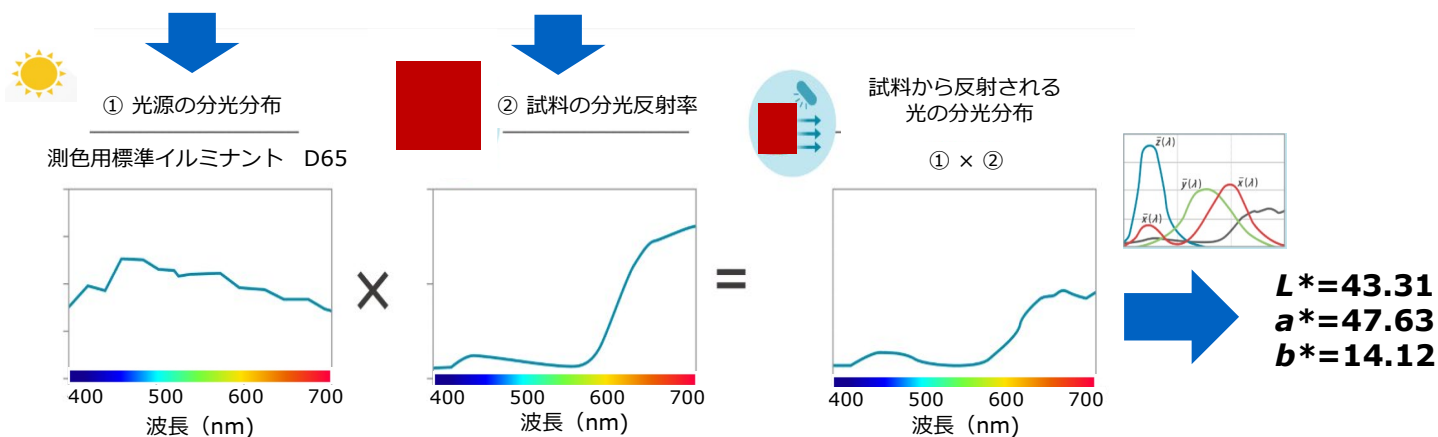 ① 光源の分光分布
測色用標準イルミナント　D65
400 500 600 700
波長（nm)
×
② 試料の分光反射率
400 500 600 700
波長（nm)
=
試料から反射される
光の分光分布
① × ②
400 500 600 700
波長（nm)
z̄(λ)
ȳ(λ) x̄(λ)
x̄(λ)
L*=43.31
a*=47.63
b*=14.12